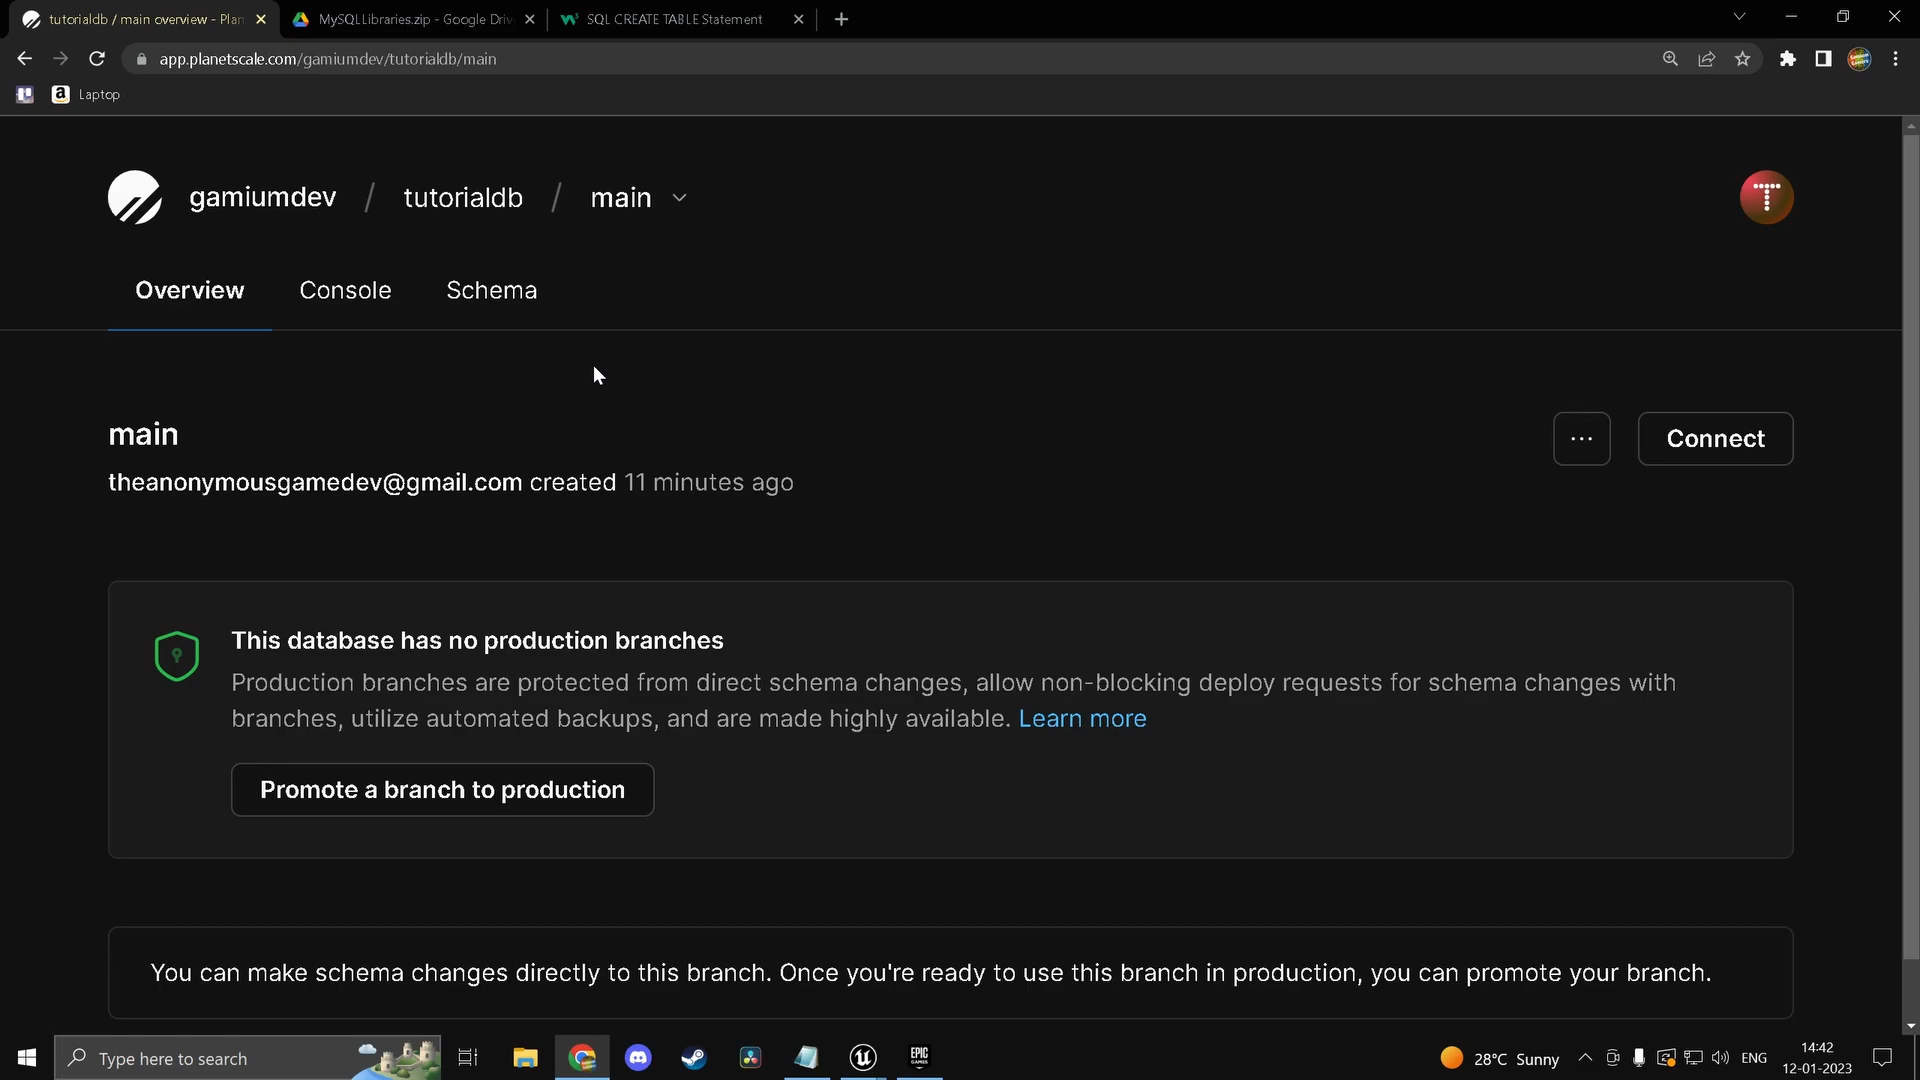 tutorialdb / main overview - Plan
MySQLLibraries.zip - Google Driv
SQL CREATE TABLE Statement
app.planetscale.com/gamiumdev/tutorialdb/main
a Laptop
gamiumdev / tutorialdb / main
T
Overview Console Schema
main
... Connect
theanonymousgamedev@gmail.com created 11 minutes ago
This database has no production branches
Production branches are protected from direct schema changes, allow non-blocking deploy requests for schema changes with
branches, utilize automated backups, and are made highly available. Learn more
Promote a branch to production
You can make schema changes directly to this branch. Once you're ready to use this branch in production, you can promote your branch.
Type here to search
EPIC
GAMES
28°C Sunny
ENG
14:42
12-01-2023